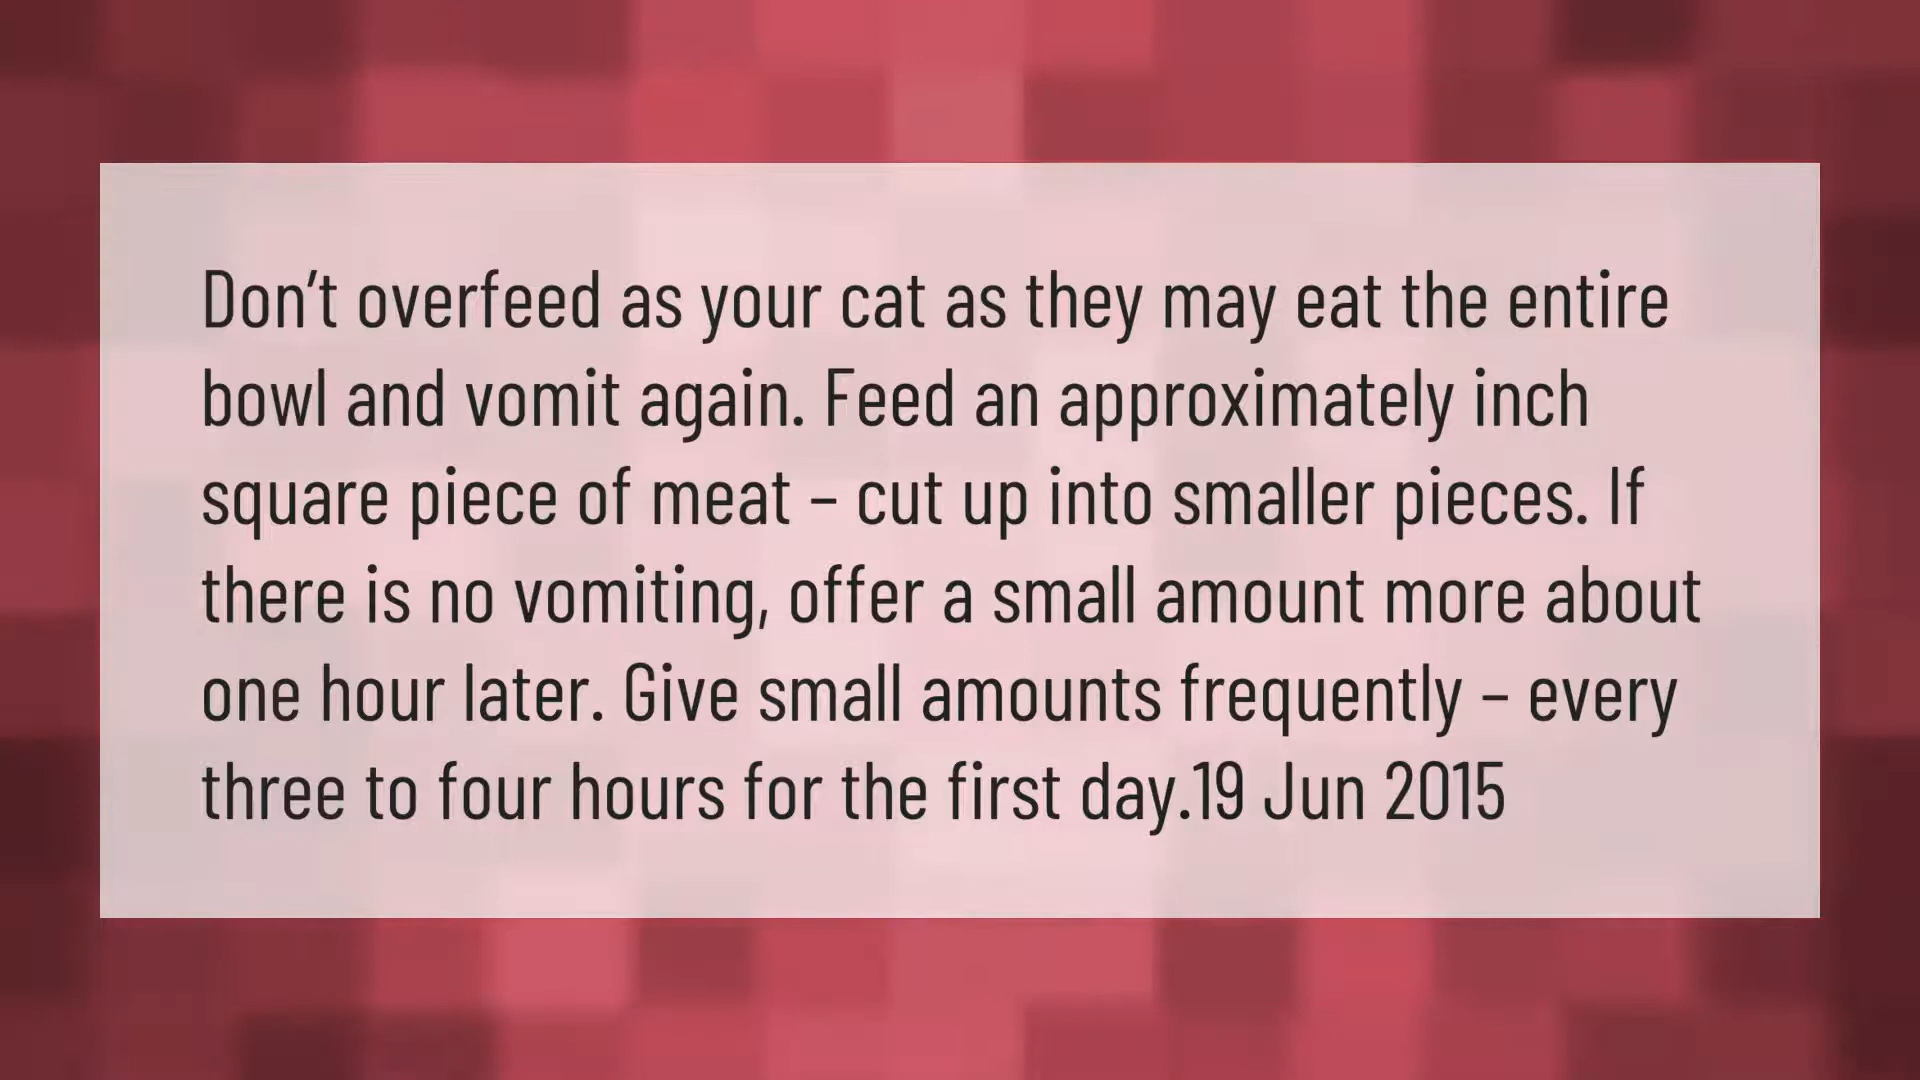 Don’t overfeed as your cat as they may eat the entire
bowl and vomit again. Feed an approximately inch
square piece of meat – cut up into smaller pieces. If
there is no vomiting, offer a small amount more about
one hour later. Give small amounts frequently – every
three to four hours for the first day.19 Jun 2015